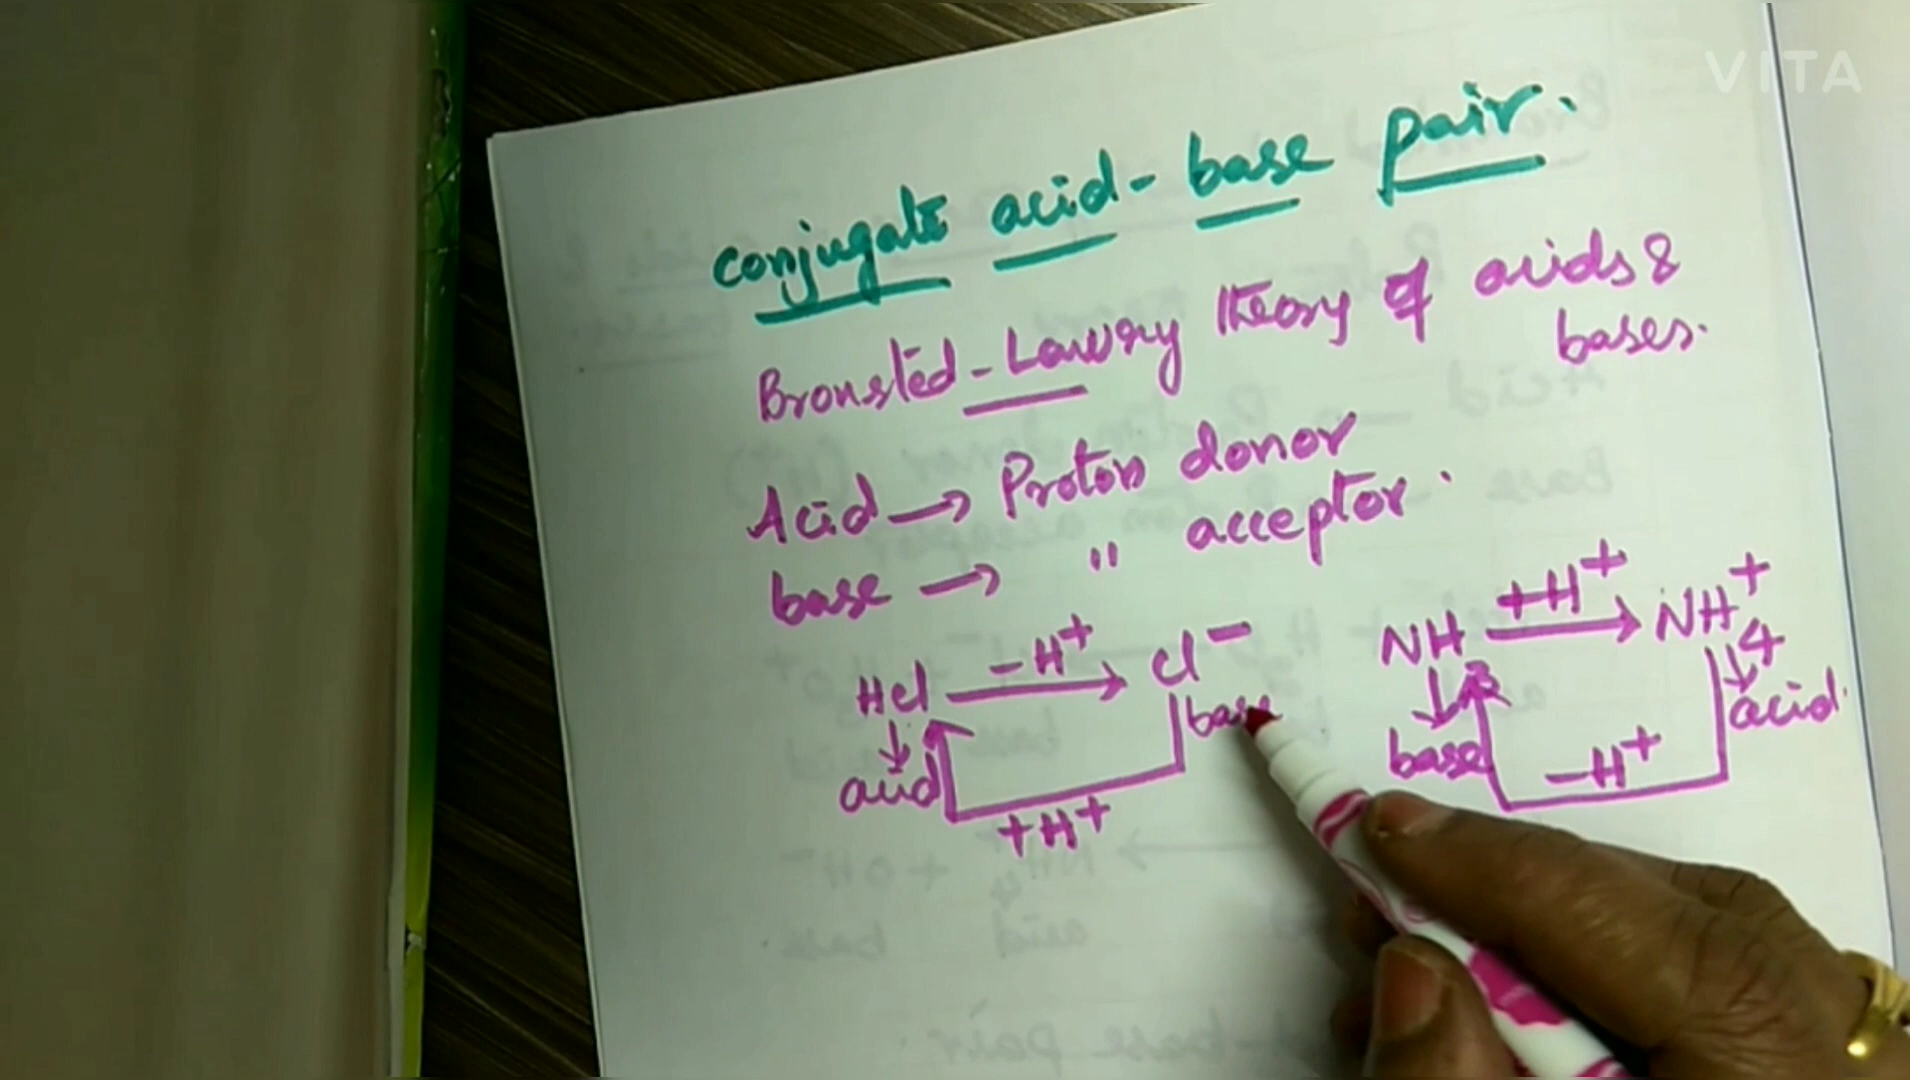 VITA
conjugate acid-base pair.
Bronsted-Lowry theory of acids &
bases.
Acid → Proton donor
base → " acceptor.
HCl −H⁺ → Cl⁻
acid
base
+H⁺
NH₃ +H⁺ → NH₄⁺
base
acid.
−H⁺